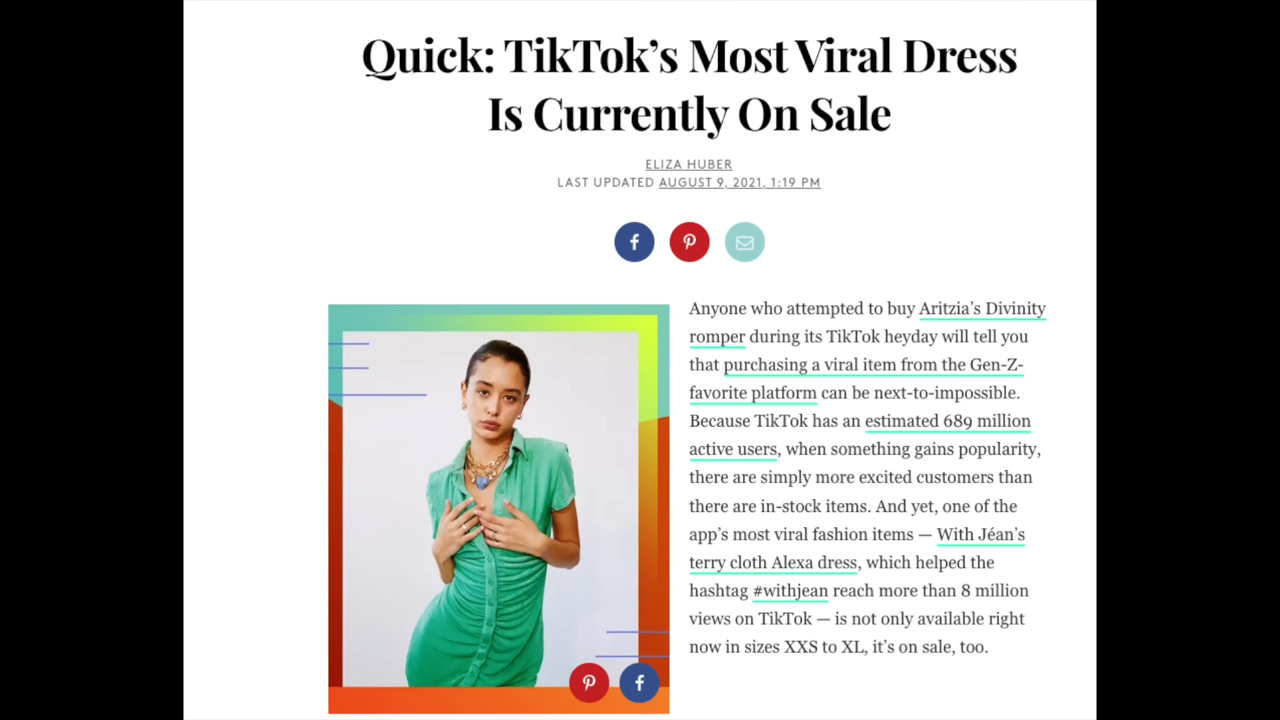 Quick: TikTok’s Most Viral Dress
Is Currently On Sale
ELIZA HUBER
LAST UPDATED AUGUST 9, 2021, 1:19 PM
Anyone who attempted to buy Aritzia’s Divinity
romper during its TikTok heyday will tell you
that purchasing a viral item from the Gen-Z-
favorite platform can be next-to-impossible.
Because TikTok has an estimated 689 million
active users, when something gains popularity,
there are simply more excited customers than
there are in-stock items. And yet, one of the
app’s most viral fashion items — With Jéan’s
terry cloth Alexa dress, which helped the
hashtag #withjean reach more than 8 million
views on TikTok — is not only available right
now in sizes XXS to XL, it’s on sale, too.